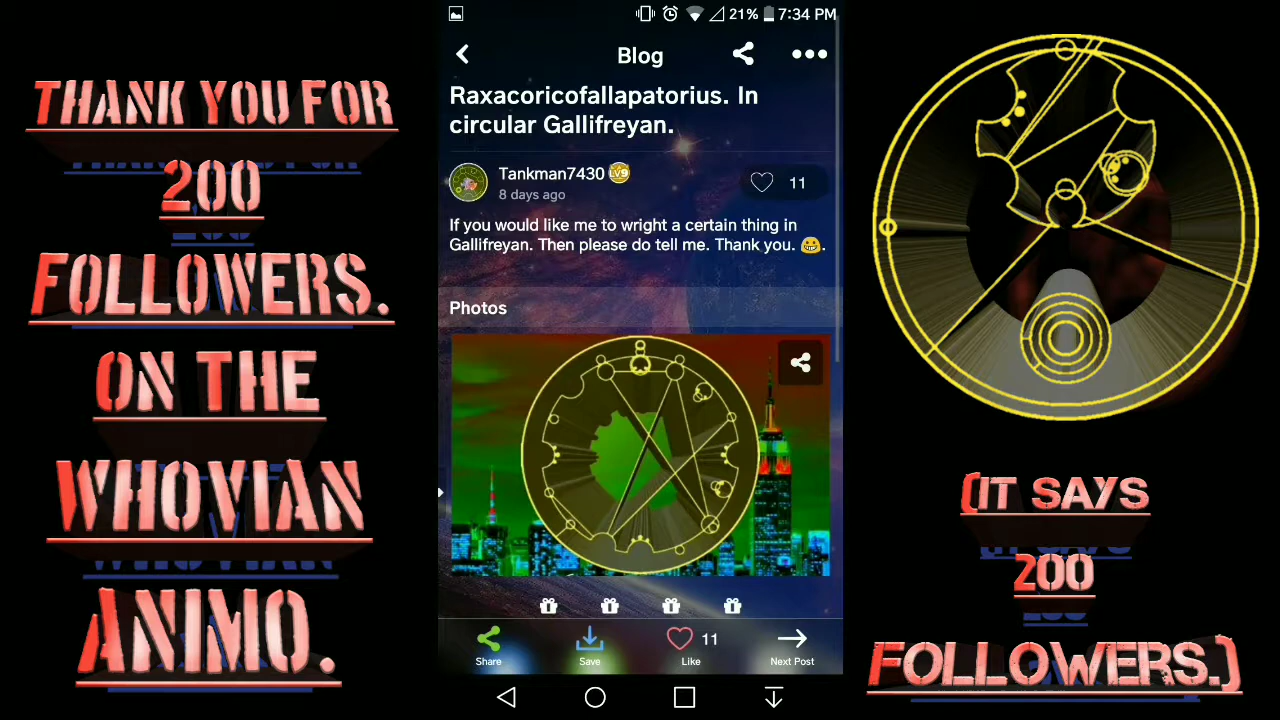 THANK YOU FOR
200
FOLLOWERS.
ON THE
WHOVIAN
ANIMO.
21% 7:34 PM
Blog
Raxacoricofallapatorius. In
circular Gallifreyan.
Tankman7430 LV9
8 days ago
11
If you would like me to wright a certain thing in
Gallifreyan. Then please do tell me. Thank you. 😀.
Photos
Share
Save
11
Like
Next Post
(IT SAYS
200
FOLLOWERS.)